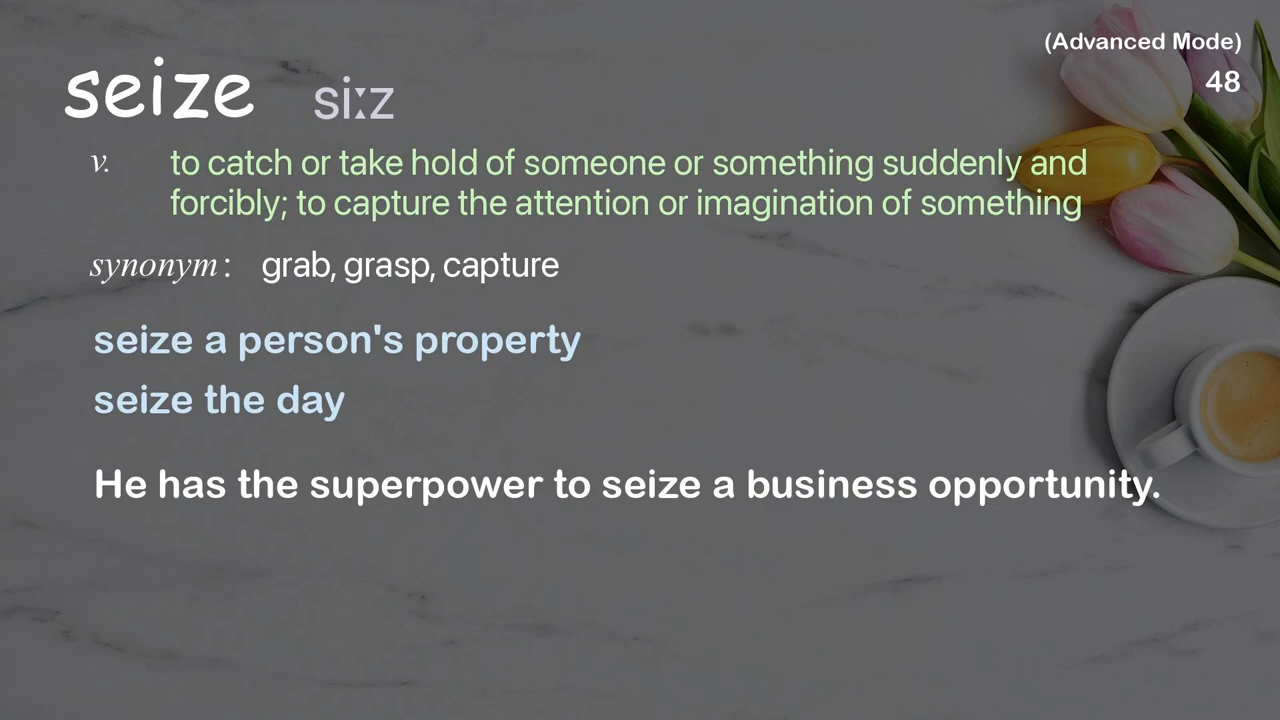 (Advanced Mode)
48
seize siːz
v. to catch or take hold of someone or something suddenly and
forcibly; to capture the attention or imagination of something
synonym : grab, grasp, capture
seize a person's property
seize the day
He has the superpower to seize a business opportunity.